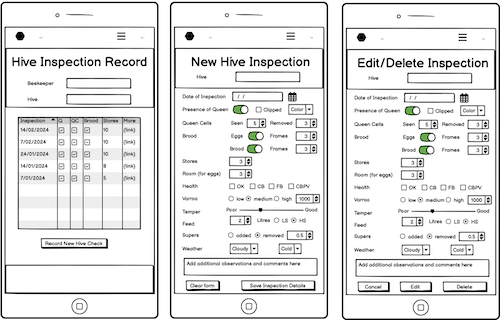 Hive Inspection Record
Beekeeper
Hive
Inspection Q QC Brood Stores More
14/02/2024 10 (link)
7/02/2024 10 (link)
24/01/2024 10 (link)
14/01/2024 8 (link)
7/01/2024 5 (link)
Record New Hive Check
New Hive Inspection
Hive
Date of Inspection / /
Presence of Queen Clipped Color
Queen Cells Seen 5 Removed 3
Brood Eggs Frames 3
Brood Frames 3
Stores 3
Room (for eggs) 3
Health OK CB FB CBPV
Varroa low medium high 1000
Temper Poor Good
Feed 2 Litres LS HS
Supers added removed 0.5
Weather Cloudy Cold
Add additional observations and comments here
Clear form Save Inspection Details
Edit/Delete Inspection
Hive
Date of Inspection / /
Presence of Queen Clipped Color
Queen Cells Seen 5 Removed 3
Brood Eggs Frames 3
Brood Frames 3
Stores 3
Room (for eggs) 3
Health OK CB FB CBPV
Varroa low medium high 1000
Temper Poor Good
Feed 2 Litres LS HS
Supers added removed 0.5
Weather Cloudy Cold
Add additional observations and comments here
Cancel Edit Delete